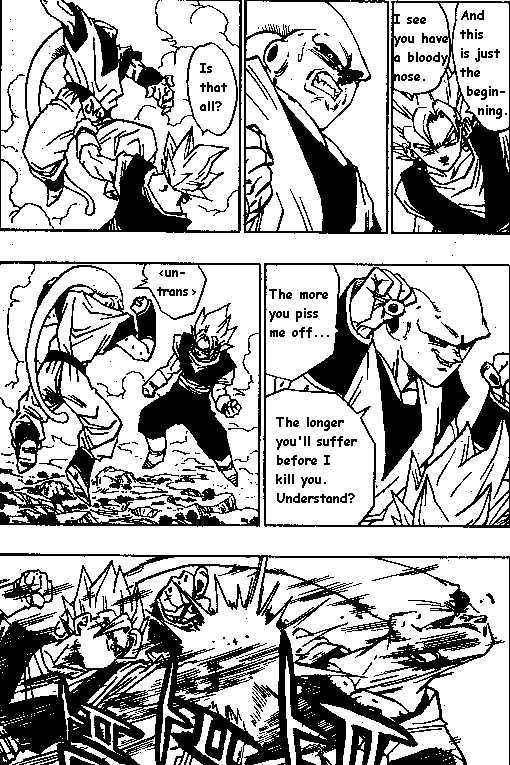 And
this
is just
the
begin-
ning.
I see
you have
a bloody
nose.
Is
that
all?
The more
you piss
me off...
The longer
you'll suffer
before I
kill you.
Understand?
<un-
trans>